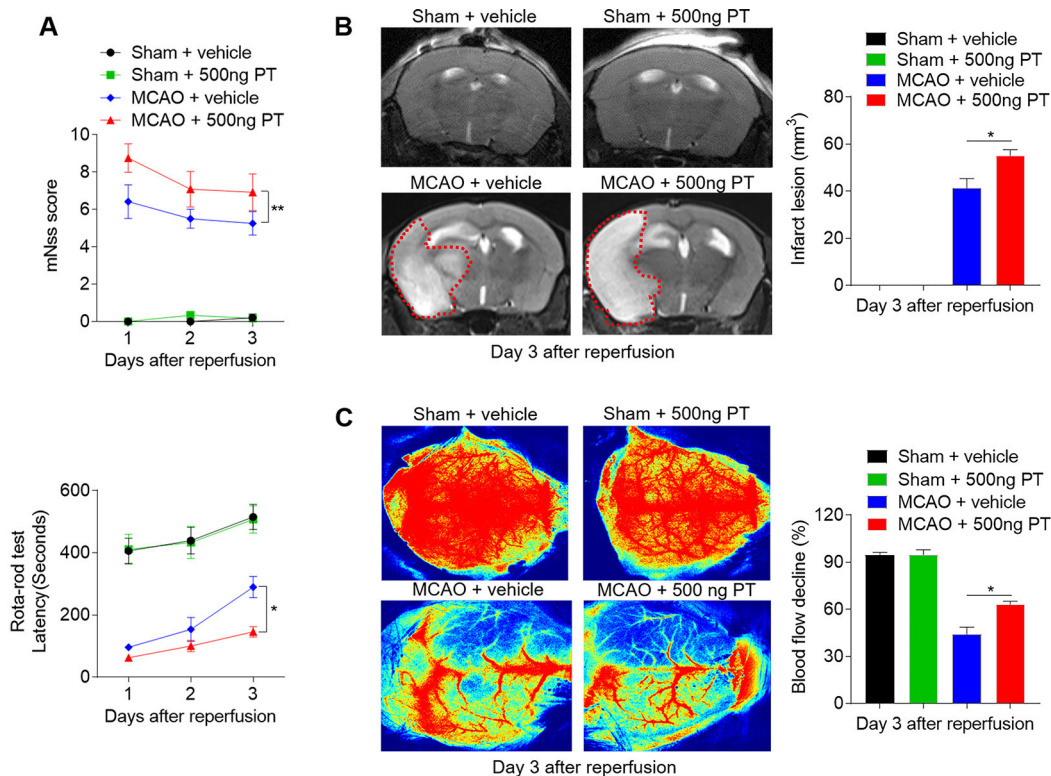 A
Sham + vehicle
Sham + 500ng PT
MCAO + vehicle
MCAO + 500ng PT
mNss score
10
8
6
4
2
0
**
1 2 3
Days after reperfusion
Rota-rod test
Latency(Seconds)
600
400
200
0
*
1 2 3
Days after reperfusion
B
Sham + vehicle
Sham + 500ng PT
MCAO + vehicle
MCAO + 500ng PT
Day 3 after reperfusion
Sham + vehicle
Sham + 500ng PT
MCAO + vehicle
MCAO + 500ng PT
Infarct lesion (mm³)
80
60
40
20
0
*
Day 3 after reperfusion
C
Sham + vehicle
Sham + 500ng PT
MCAO + vehicle
MCAO + 500 ng PT
Day 3 after reperfusion
Sham + vehicle
Sham + 500ng PT
MCAO + vehicle
MCAO + 500ng PT
Blood flow decline (%)
120
90
60
30
0
*
Day 3 after reperfusion